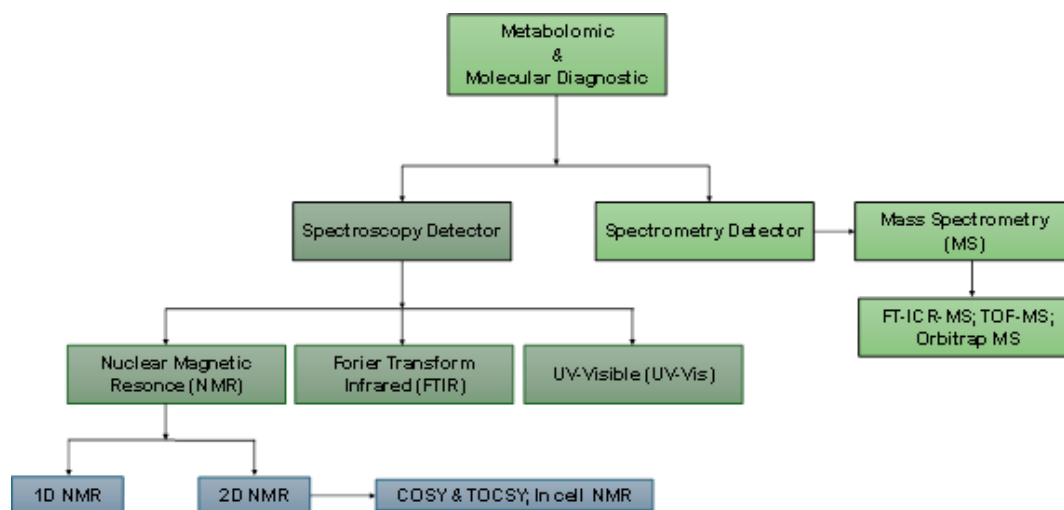 Metabolomic
&
Molecular Diagnostic
Spectroscopy Detector
Spectrometry Detector
Mass Spectrometry
(MS)
FT-ICR-MS; TOF-MS;
Orbitrap MS
Nuclear Magnetic
Resonce (NMR)
Forier Transform
Infrared (FTIR)
UV-Visible (UV-Vis)
1D NMR
2D NMR
COSY & TOCSY; In cell NMR